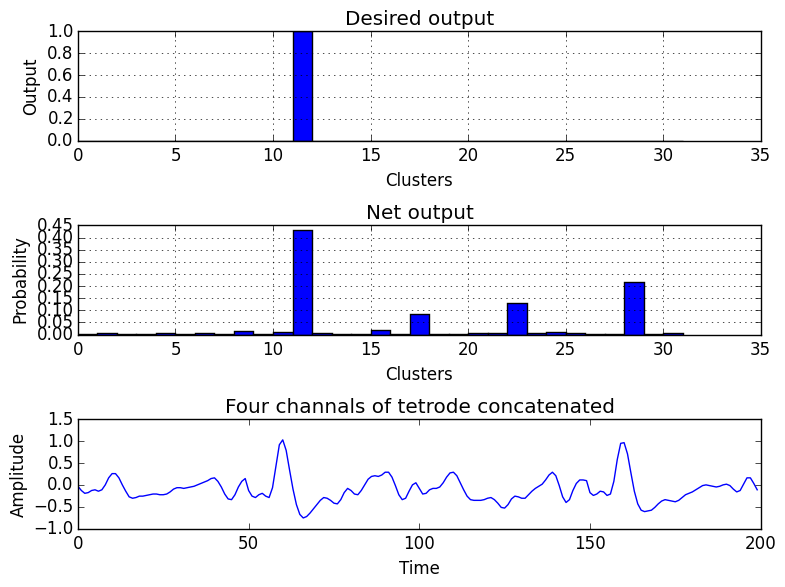 Desired output
1.0
0.8
0.6
0.4
0.2
0.0
Output
0 5 10 15 20 25 30 35
Clusters
Net output
0.45
0.40
0.35
0.30
0.25
0.20
0.15
0.10
0.05
0.00
Probability
0 5 10 15 20 25 30 35
Clusters
Four channels of tetrode concatenated
1.5
1.0
0.5
0.0
−0.5
−1.0
Amplitude
0 50 100 150 200
Time